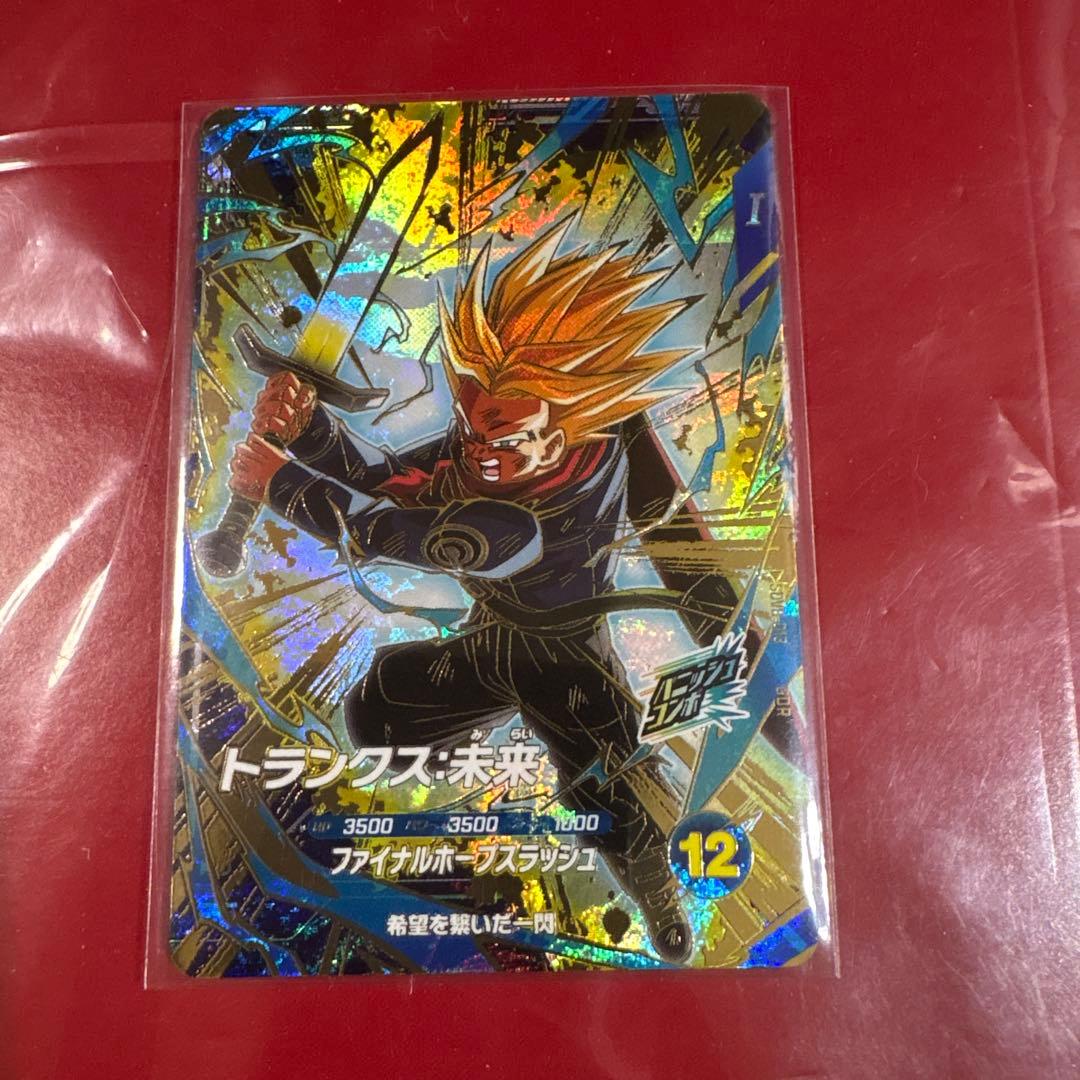 I
バニッシュ
コンボ
み らい
トランクス:未来
3500 3500 1000
ファイナルホープスラッシュ
12
希望を繋いだ一閃